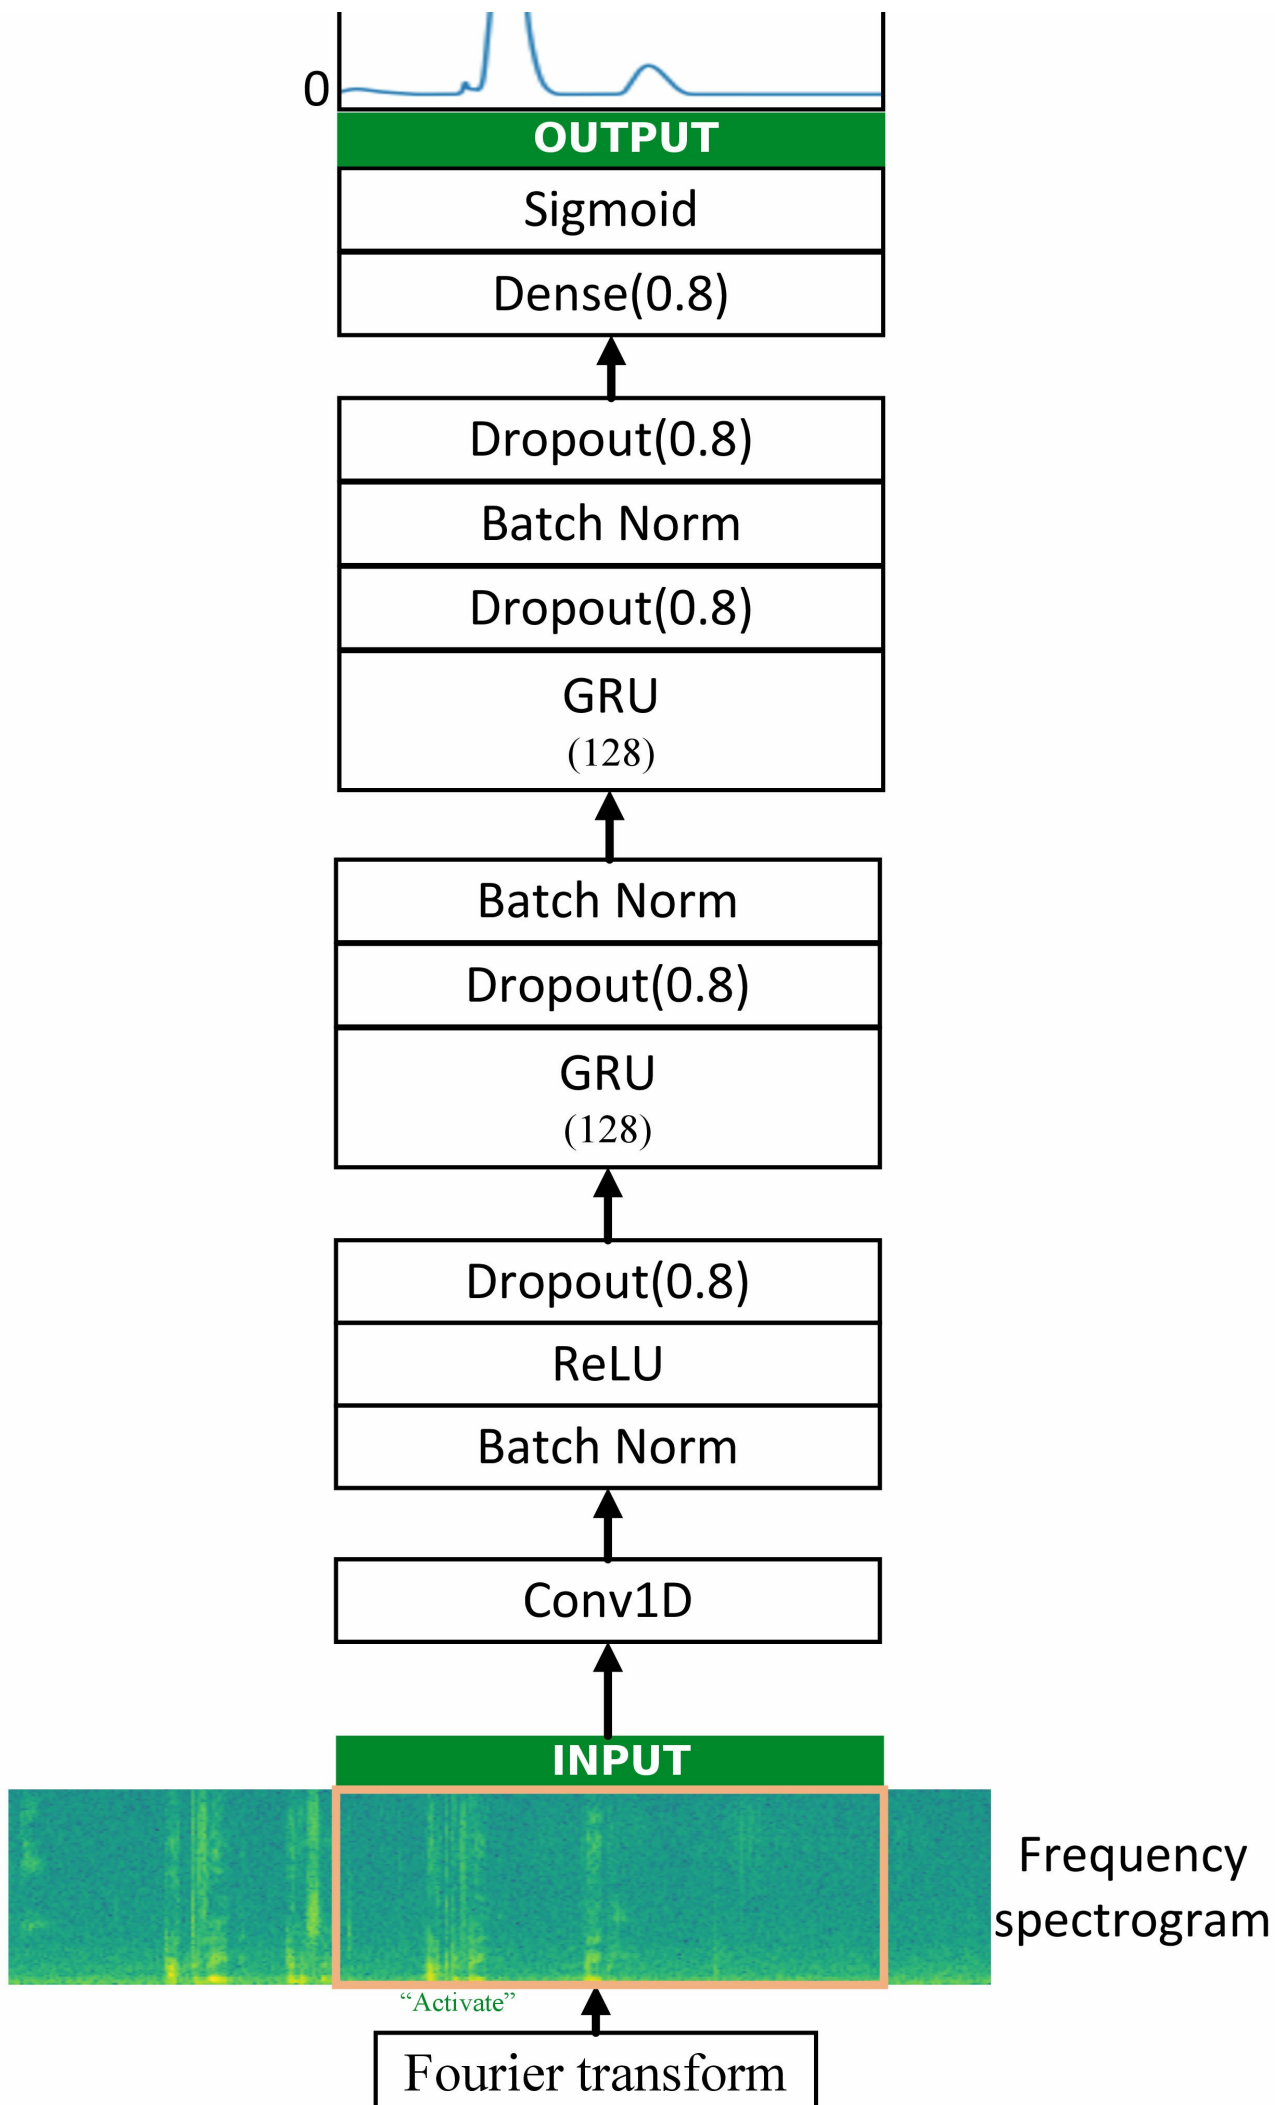 0
OUTPUT
Sigmoid
Dense(0.8)
Dropout(0.8)
Batch Norm
Dropout(0.8)
GRU
(128)
Batch Norm
Dropout(0.8)
GRU
(128)
Dropout(0.8)
ReLU
Batch Norm
Conv1D
INPUT
Frequency
spectrogram
“Activate”
Fourier transform